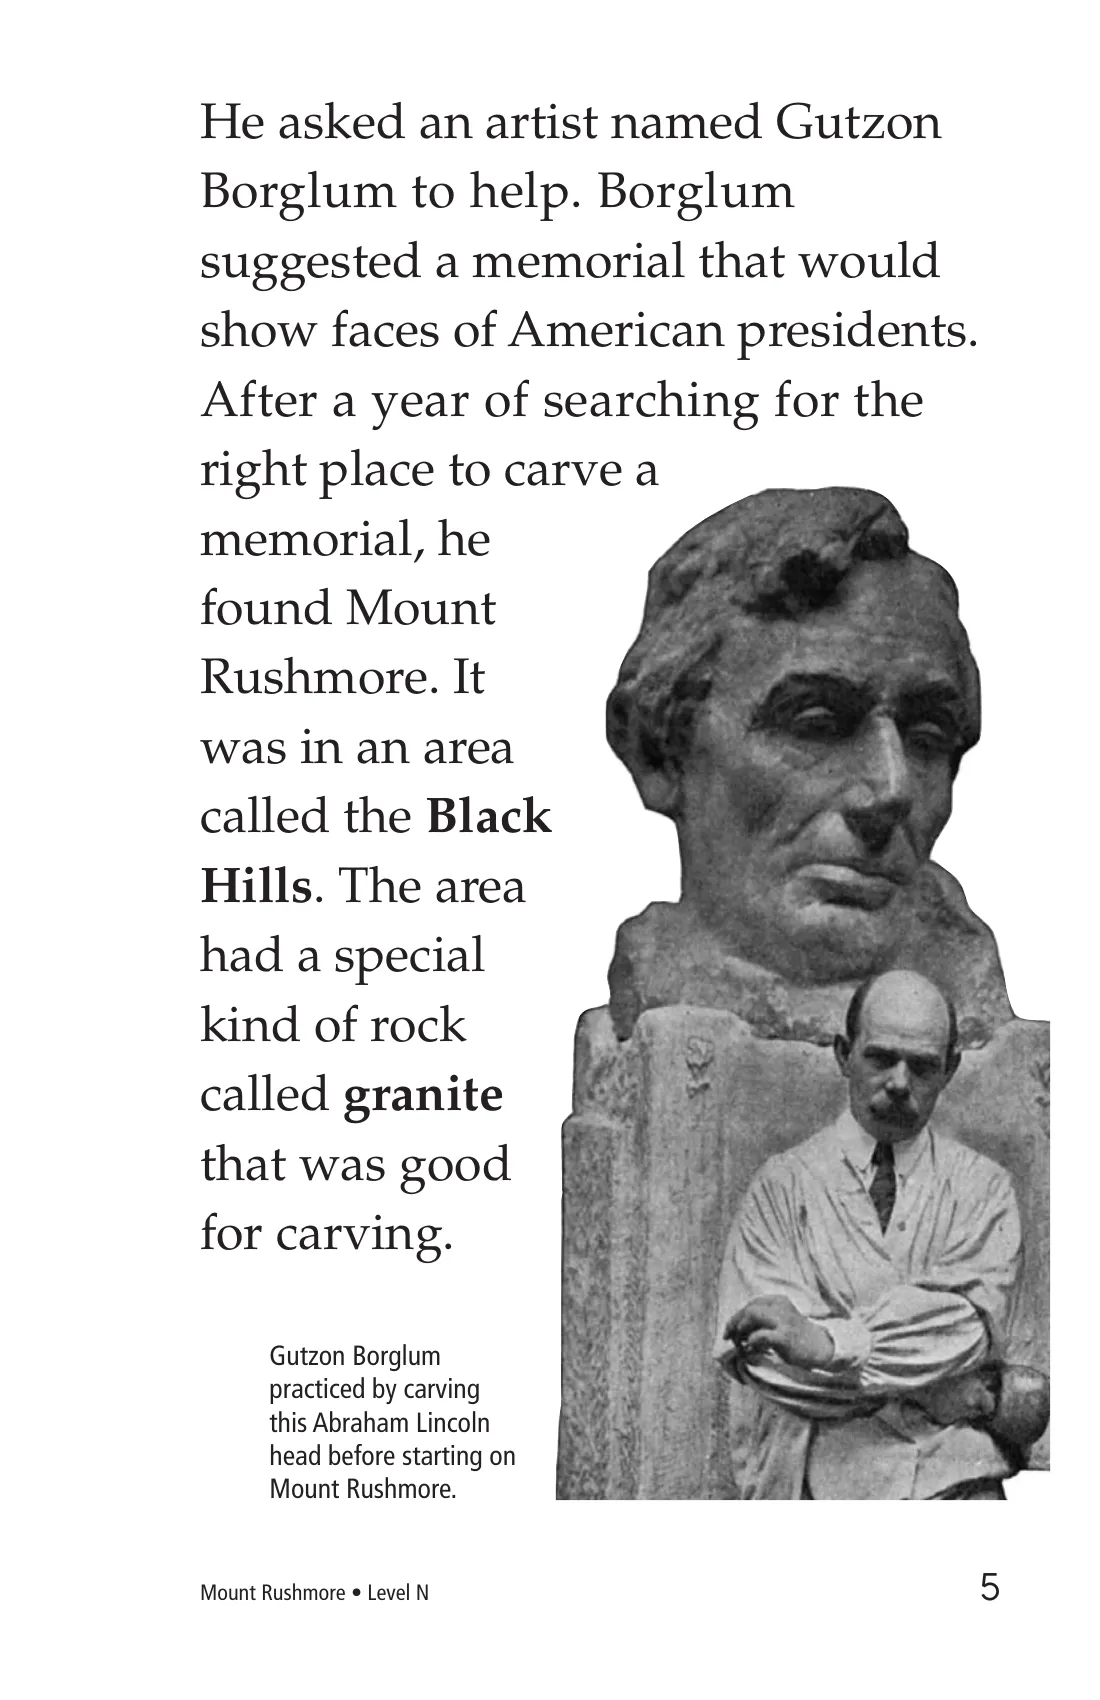 He asked an artist named Gutzon
Borglum to help. Borglum
suggested a memorial that would
show faces of American presidents.
After a year of searching for the
right place to carve a
memorial, he
found Mount
Rushmore. It
was in an area
called the Black
Hills. The area
had a special
kind of rock
called granite
that was good
for carving.
Gutzon Borglum
practiced by carving
this Abraham Lincoln
head before starting on
Mount Rushmore.
Mount Rushmore • Level N
5